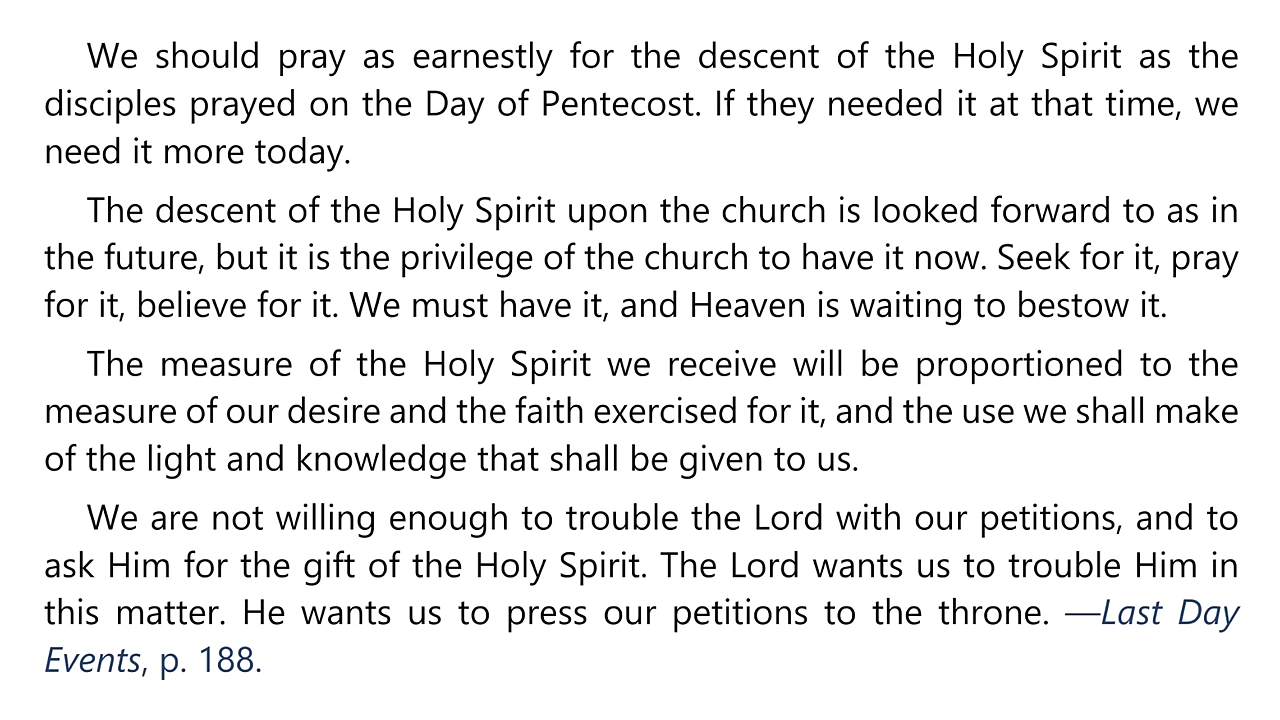 We should pray as earnestly for the descent of the Holy Spirit as the
disciples prayed on the Day of Pentecost. If they needed it at that time, we
need it more today.
The descent of the Holy Spirit upon the church is looked forward to as in
the future, but it is the privilege of the church to have it now. Seek for it, pray
for it, believe for it. We must have it, and Heaven is waiting to bestow it.
The measure of the Holy Spirit we receive will be proportioned to the
measure of our desire and the faith exercised for it, and the use we shall make
of the light and knowledge that shall be given to us.
We are not willing enough to trouble the Lord with our petitions, and to
ask Him for the gift of the Holy Spirit. The Lord wants us to trouble Him in
this matter. He wants us to press our petitions to the throne. —Last Day
Events, p. 188.